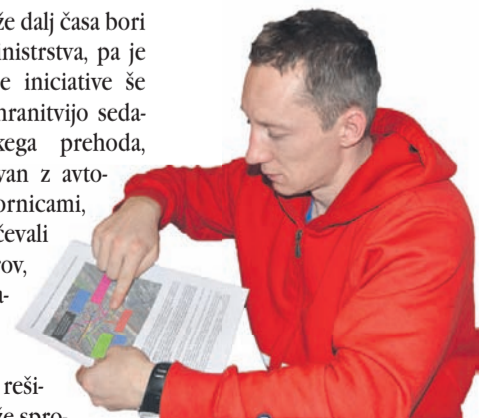 že dalj časa bori
inistrstva, pa je
e iniciative še
hranitvijo seda-
kega prehoda,
van z avto-
ornicami,
čevali
rov,
a-
reši-
že spro-